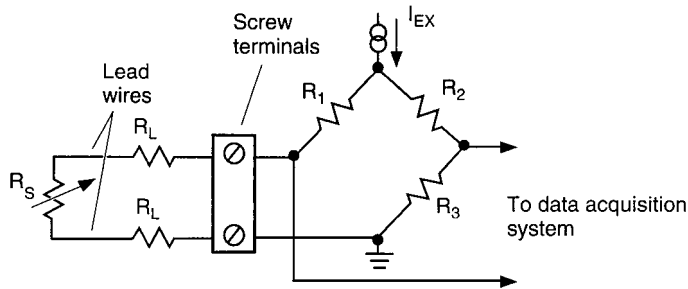 Screw
terminals
I_EX
Lead
wires
R_1
R_2
R_L
R_S
R_L
R_3
To data acquisition
system